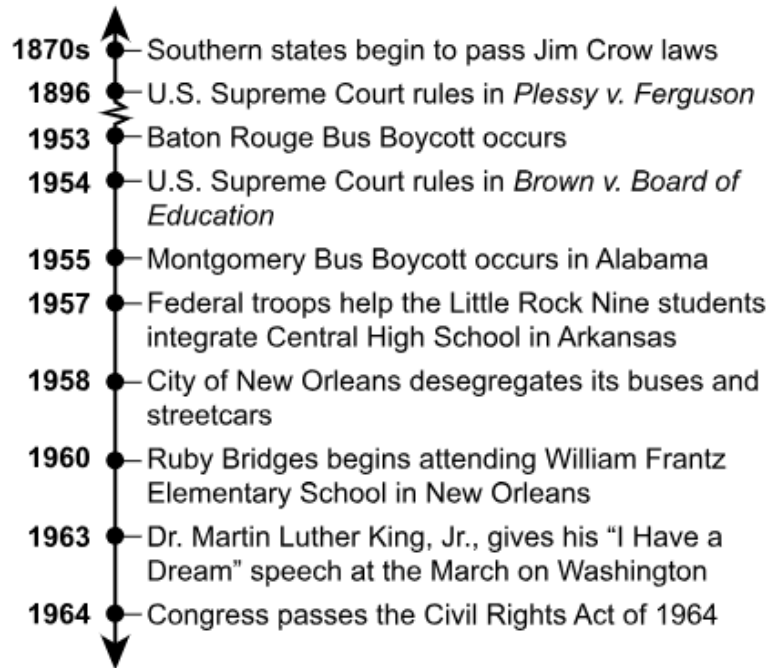 1870s Southern states begin to pass Jim Crow laws
1896 U.S. Supreme Court rules in Plessy v. Ferguson
1953 Baton Rouge Bus Boycott occurs
1954 U.S. Supreme Court rules in Brown v. Board of
Education
1955 Montgomery Bus Boycott occurs in Alabama
1957 Federal troops help the Little Rock Nine students
integrate Central High School in Arkansas
1958 City of New Orleans desegregates its buses and
streetcars
1960 Ruby Bridges begins attending William Frantz
Elementary School in New Orleans
1963 Dr. Martin Luther King, Jr., gives his “I Have a
Dream” speech at the March on Washington
1964 Congress passes the Civil Rights Act of 1964